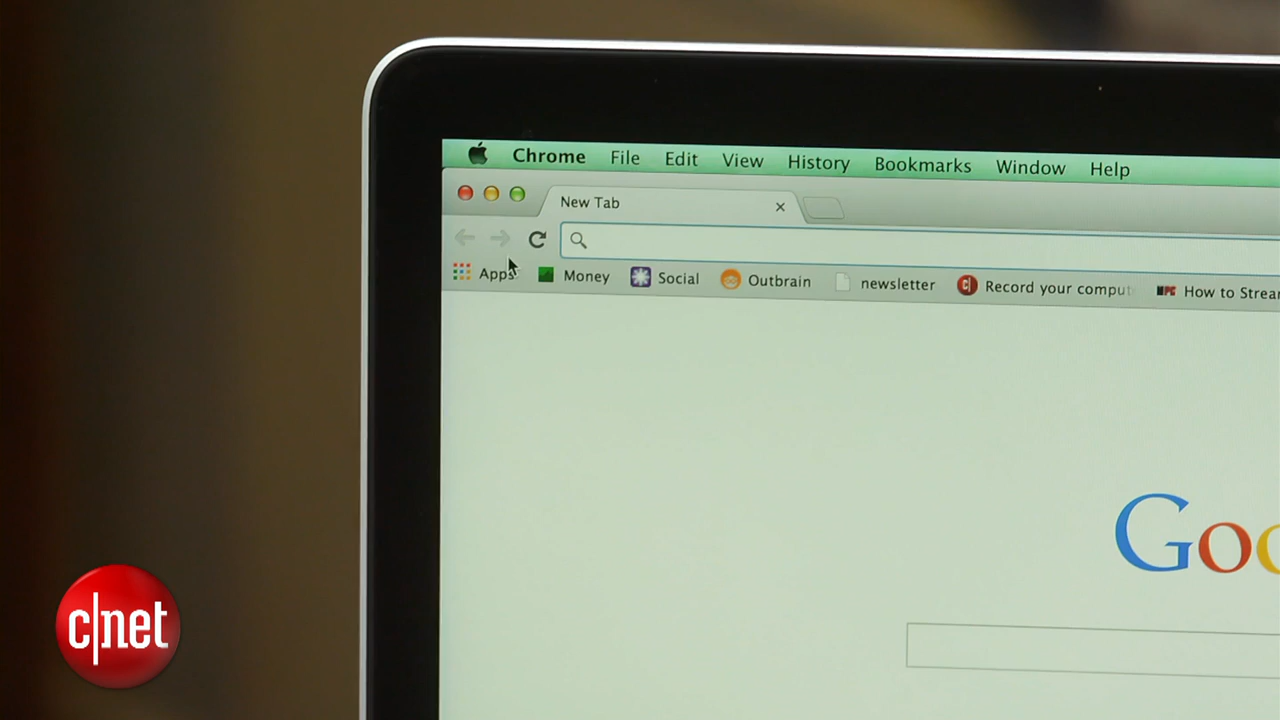 Chrome File Edit View History Bookmarks Window Help
New Tab
Apps Money Social Outbrain newsletter Record your comput How to Strea
Goo
c|net